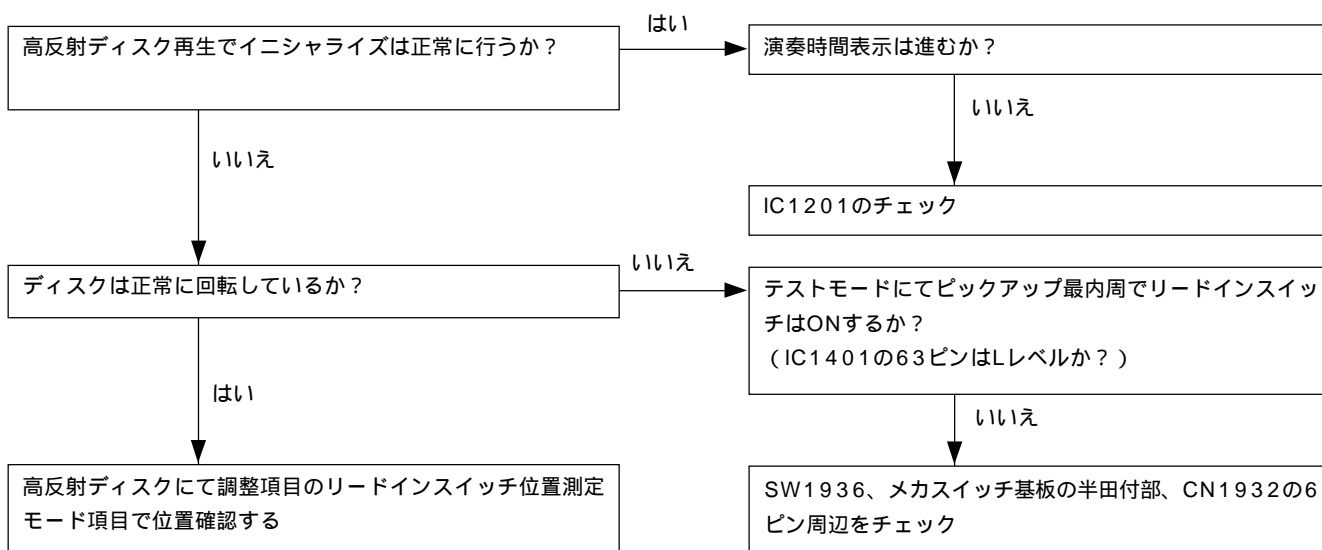 高反射ディスク再生でイニシャライズは正常に行うか？
はい
演奏時間表示は進むか？
いいえ
いいえ
IC1201のチェック
ディスクは正常に回転しているか？
いいえ
テストモードにてピックアップ最内周でリードインスイッ
チはONするか？
（IC1401の63ピンはLレベルか？）
はい
いいえ
高反射ディスクにて調整項目のリードインスイッチ位置測定
モード項目で位置確認する
SW1936、メカスイッチ基板の半田付部、CN1932の6
ピン周辺をチェック